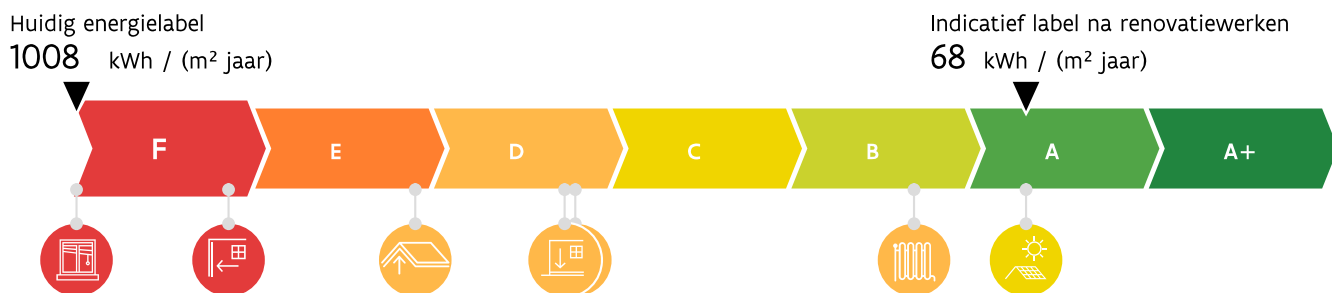 Huidig energielabel
1008 kWh / (m² jaar)
Indicatief label na renovatiewerken
68 kWh / (m² jaar)
F E D C B A A+